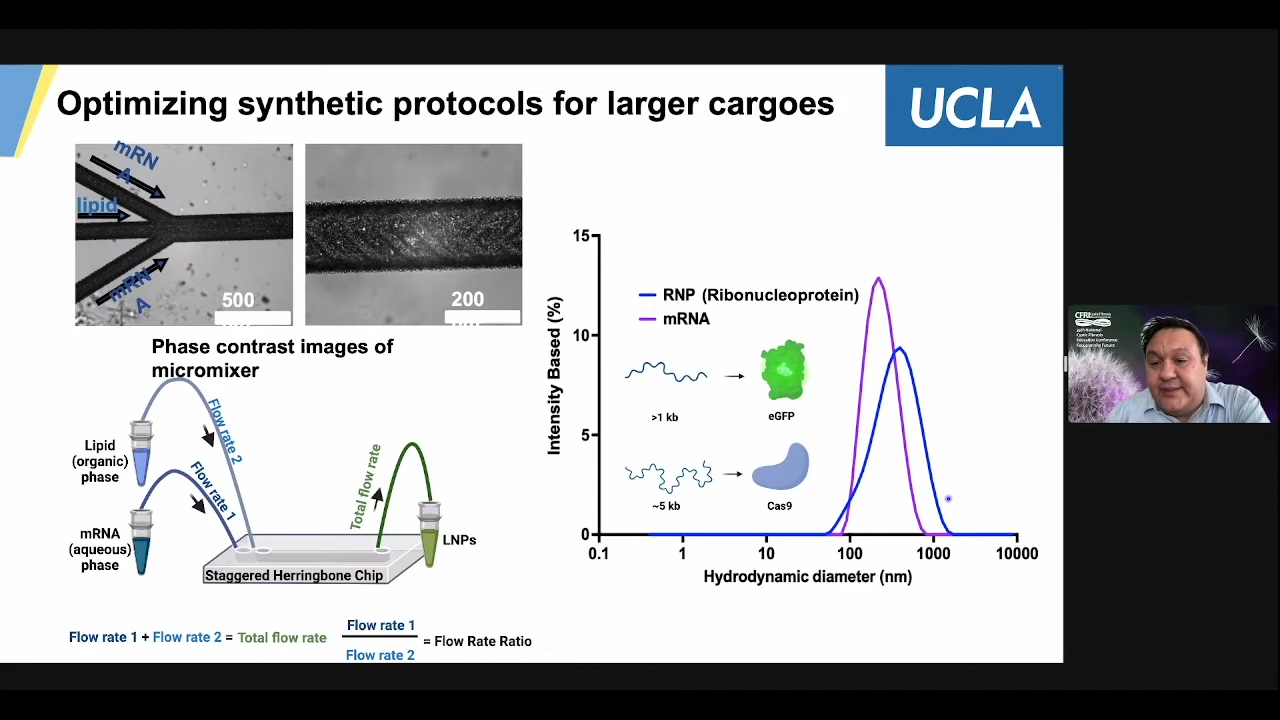 Optimizing synthetic protocols for larger cargoes
UCLA
mRN
A
lipid
mRN
A
500
200
Phase contrast images of
micromixer
Lipid
(organic)
phase
Flow rate 2
Flow rate 1
mRNA
(aqueous)
phase
Total flow rate
LNPs
Staggered Herringbone Chip
Flow rate 1 + Flow rate 2 = Total flow rate
Flow rate 1
Flow rate 2
= Flow Rate Ratio
Intensity Based (%)
15
10
5
0
RNP (Ribonucleoprotein)
mRNA
>1 kb
eGFP
~5 kb
Cas9
0.1 1 10 100 1000 10000
Hydrodynamic diameter (nm)
CFRI